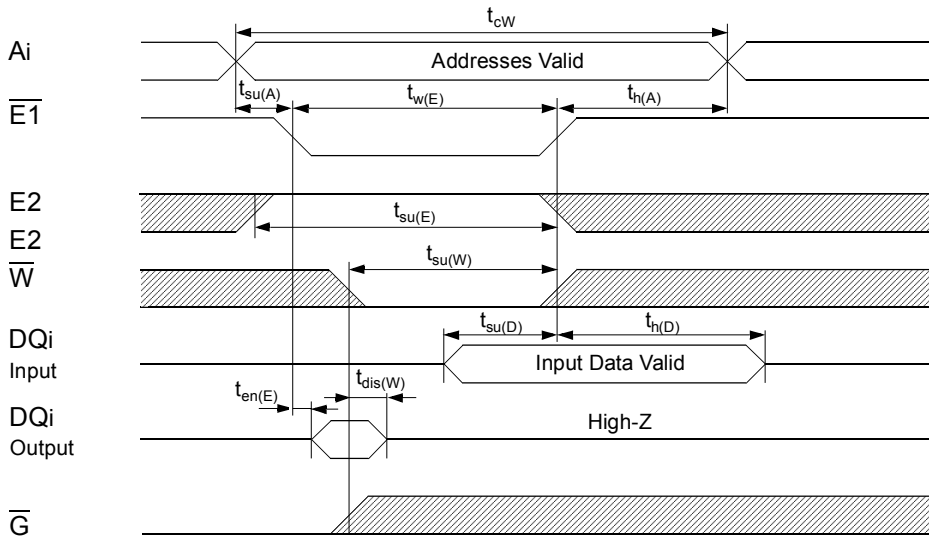 t_cW
Ai
Addresses Valid
t_su(A)
t_w(E)
t_h(A)
E̅1̅
E2
t_su(E)
E2
t_su(W)
W̅
DQi
Input
t_su(D)
t_h(D)
Input Data Valid
t_en(E)
t_dis(W)
DQi
Output
High-Z
G̅